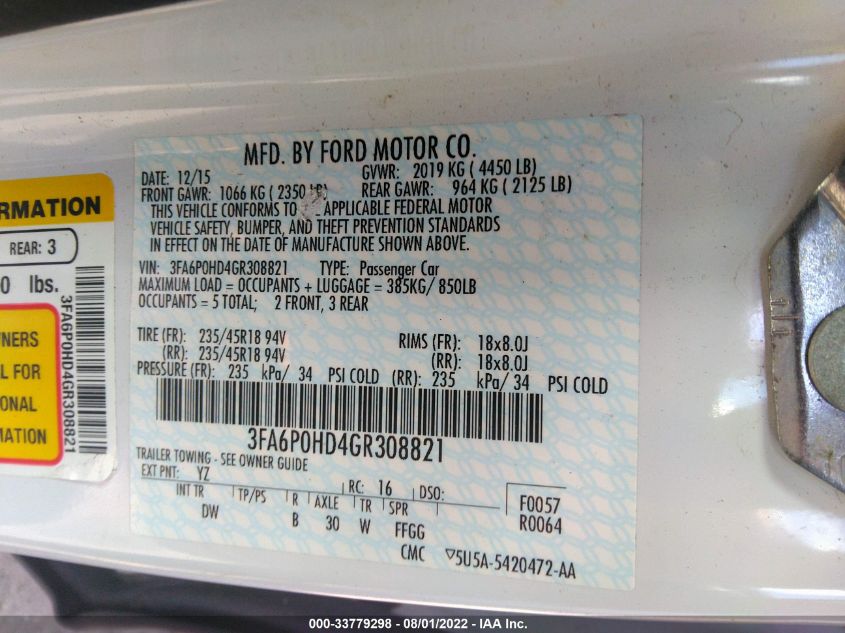 MFD. BY FORD MOTOR CO.
DATE: 12/15 GVWR: 2019 KG ( 4450 LB)
FRONT GAWR: 1066 KG ( 2350 LB) REAR GAWR: 964 KG ( 2125 LB)
THIS VEHICLE CONFORMS TO APPLICABLE FEDERAL MOTOR
VEHICLE SAFETY, BUMPER, AND THEFT PREVENTION STANDARDS
IN EFFECT ON THE DATE OF MANUFACTURE SHOWN ABOVE.
VIN: 3FA6P0HD4GR308821 TYPE: Passenger Car
MAXIMUM LOAD = OCCUPANTS + LUGGAGE = 385KG/ 850LB
OCCUPANTS = 5 TOTAL; 2 FRONT, 3 REAR
TIRE (FR): 235/45R18 94V RIMS (FR): 18x8.0J
(RR): 235/45R18 94V (RR): 18x8.0J
PRESSURE (FR): 235 kPa/ 34 PSI COLD (RR): 235 kPa/ 34 PSI COLD
3FA6P0HD4GR308821
TRAILER TOWING - SEE OWNER GUIDE
EXT PNT: YZ RC: 16 DSO:
INT TR TP/PS R AXLE TR SPR F0057
DW B 30 W FFGG R0064
CMC ▽5U5A-5420472-AA
RMATION
REAR: 3
0 lbs.
WNERS
L FOR
IONAL
MATION
3FA6P0HD4GR308821
000-33779298 - 08/01/2022 - IAA Inc.